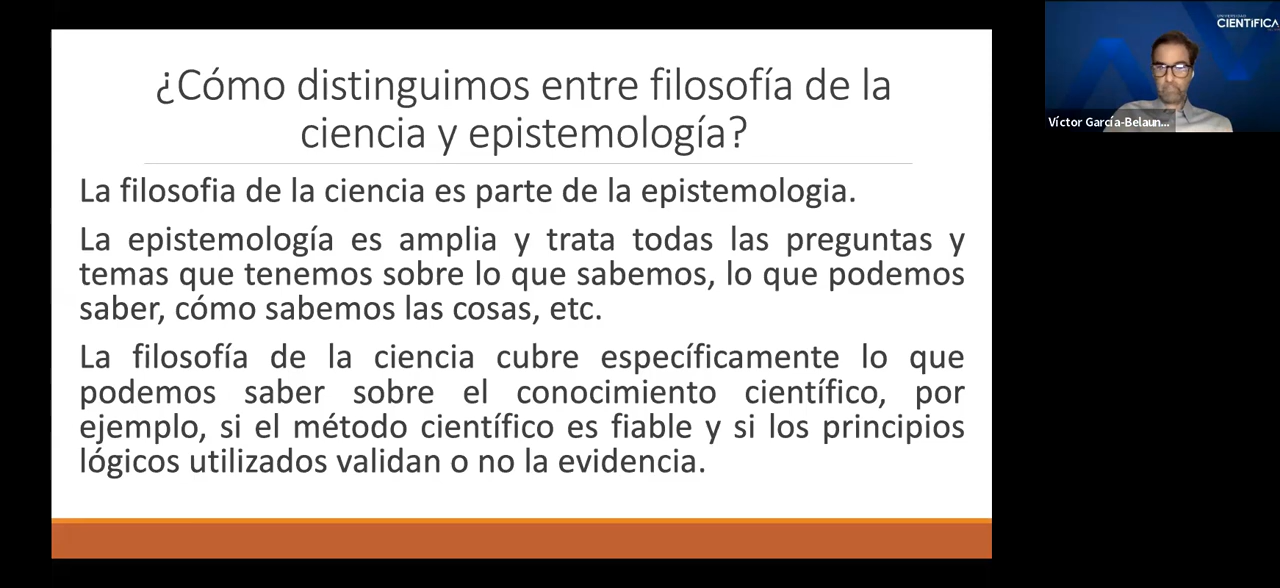 ¿Cómo distinguimos entre filosofía de la
ciencia y epistemología?
La filosofia de la ciencia es parte de la epistemologia.
La epistemología es amplia y trata todas las preguntas y
temas que tenemos sobre lo que sabemos, lo que podemos
saber, cómo sabemos las cosas, etc.
La filosofía de la ciencia cubre específicamente lo que
podemos saber sobre el conocimiento científico, por
ejemplo, si el método científico es fiable y si los principios
lógicos utilizados validan o no la evidencia.
UNIVERSIDAD
CIENTÍFICA
Víctor García-Belaun...